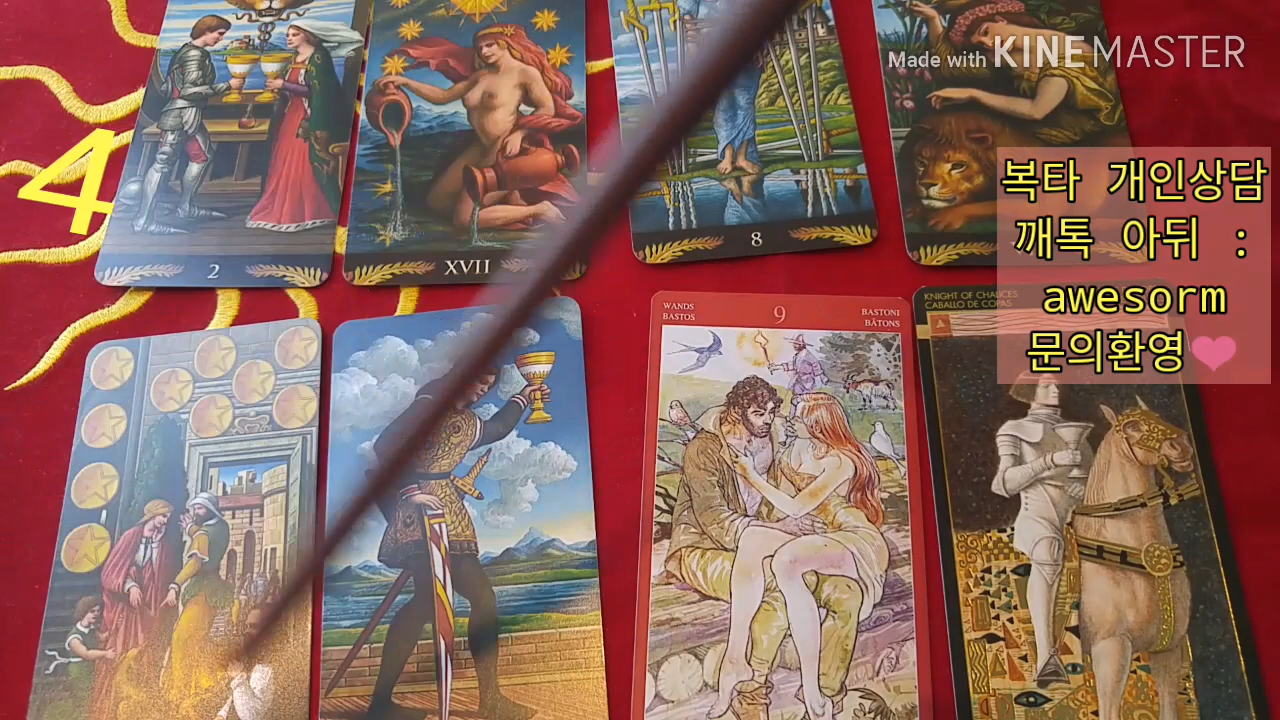 Made with KINEMASTER
4
2
XVII
8
복타 개인상담
깨톡 아뒤 :
awesorm
문의환영
WANDS
BASTOS
9
BASTONI
BÂTONS
KNIGHT OF CHALICES
CABALLO DE COPAS